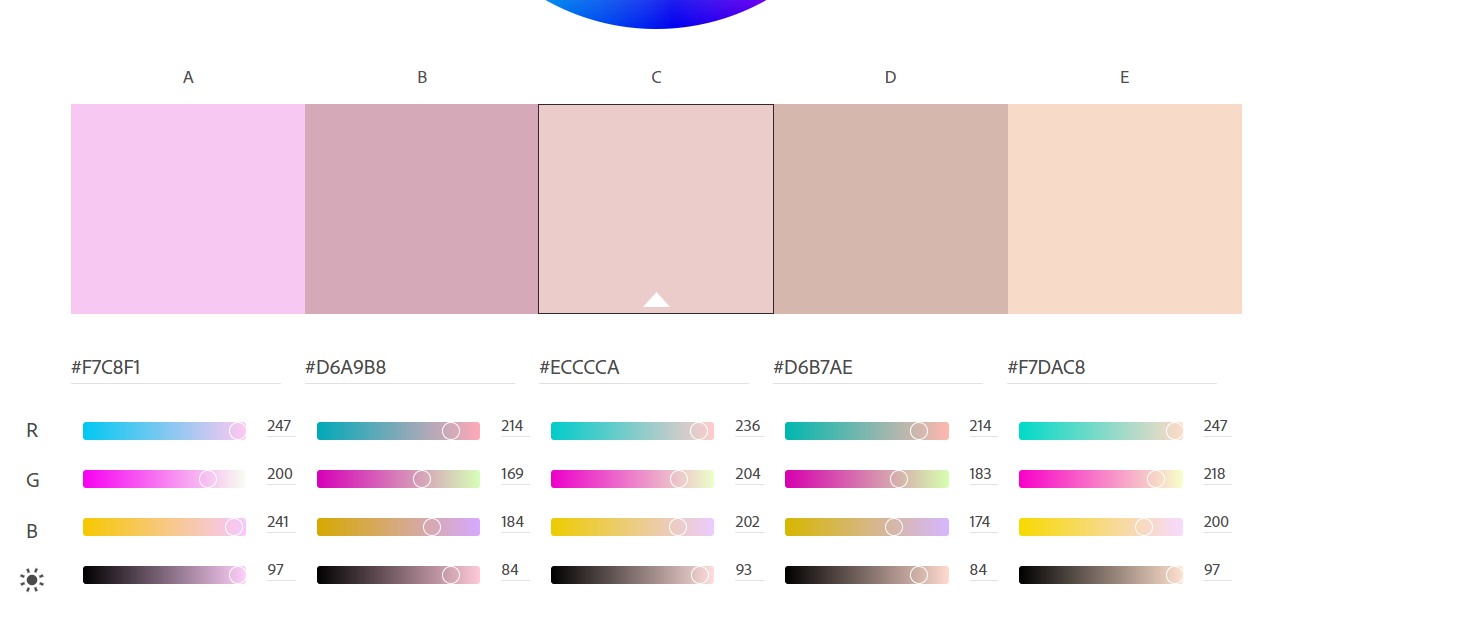 A B C D E
#F7C8F1 #D6A9B8 #ECCCCA #D6B7AE #F7DAC8
R 247 214 236 214 247
G 200 169 204 183 218
B 241 184 202 174 200
97 84 93 84 97